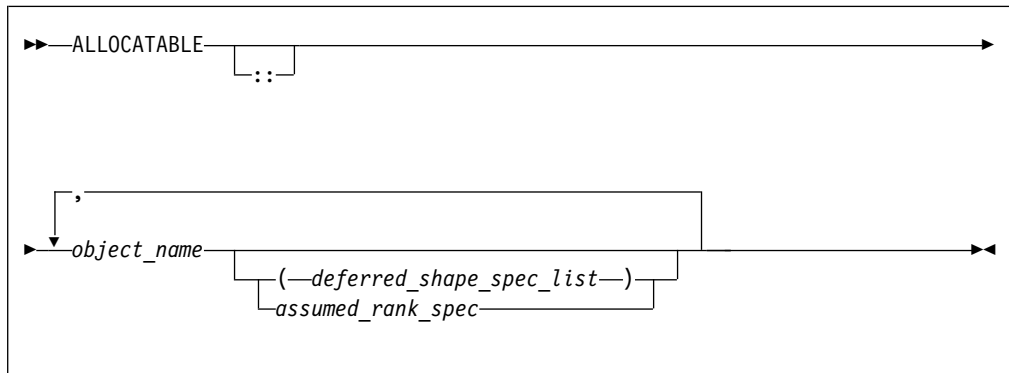 ALLOCATABLE
::
,
object_name
(deferred_shape_spec_list)
assumed_rank_spec